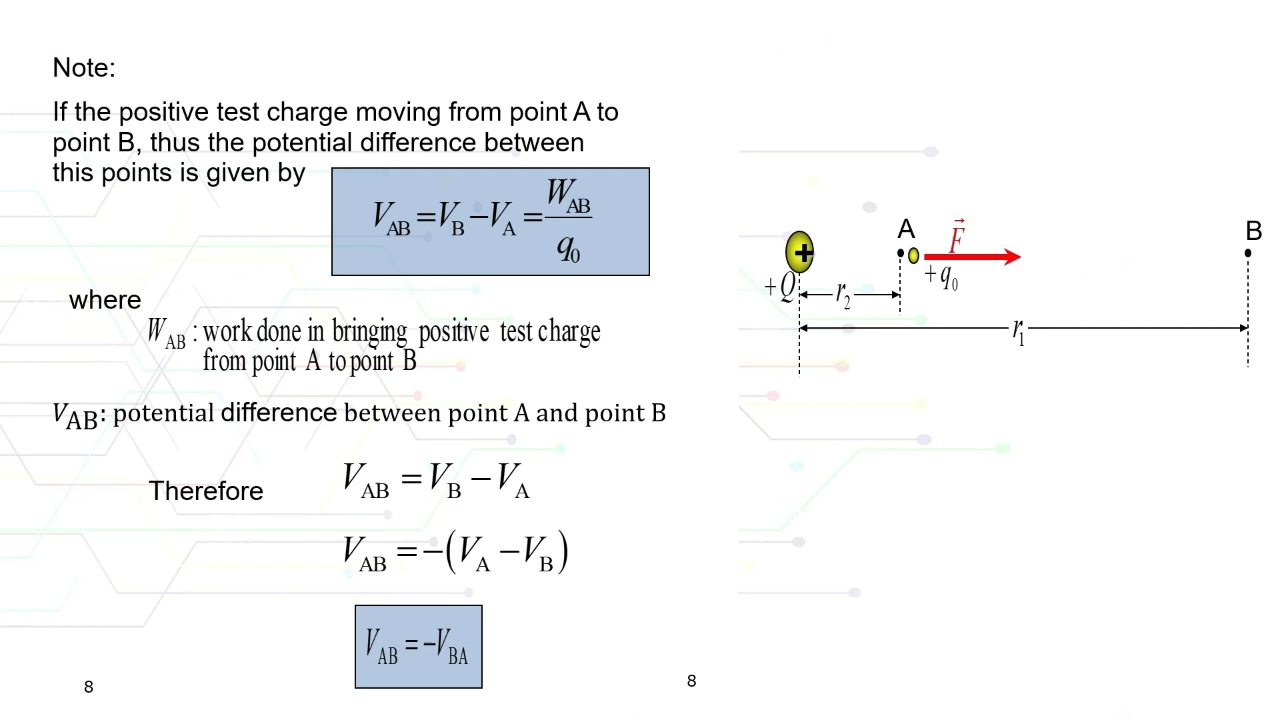 Note:
If the positive test charge moving from point A to
point B, thus the potential difference between
this points is given by
V_AB = V_B − V_A = W_AB / q_0
where
W_AB : work done in bringing positive test charge
from point A to point B
V_AB: potential difference between point A and point B
Therefore
V_AB = V_B − V_A
V_AB = −(V_A − V_B)
V_AB = −V_BA
8
A
F⃗
B
+
+Q
+q_0
r_2
r_1
8